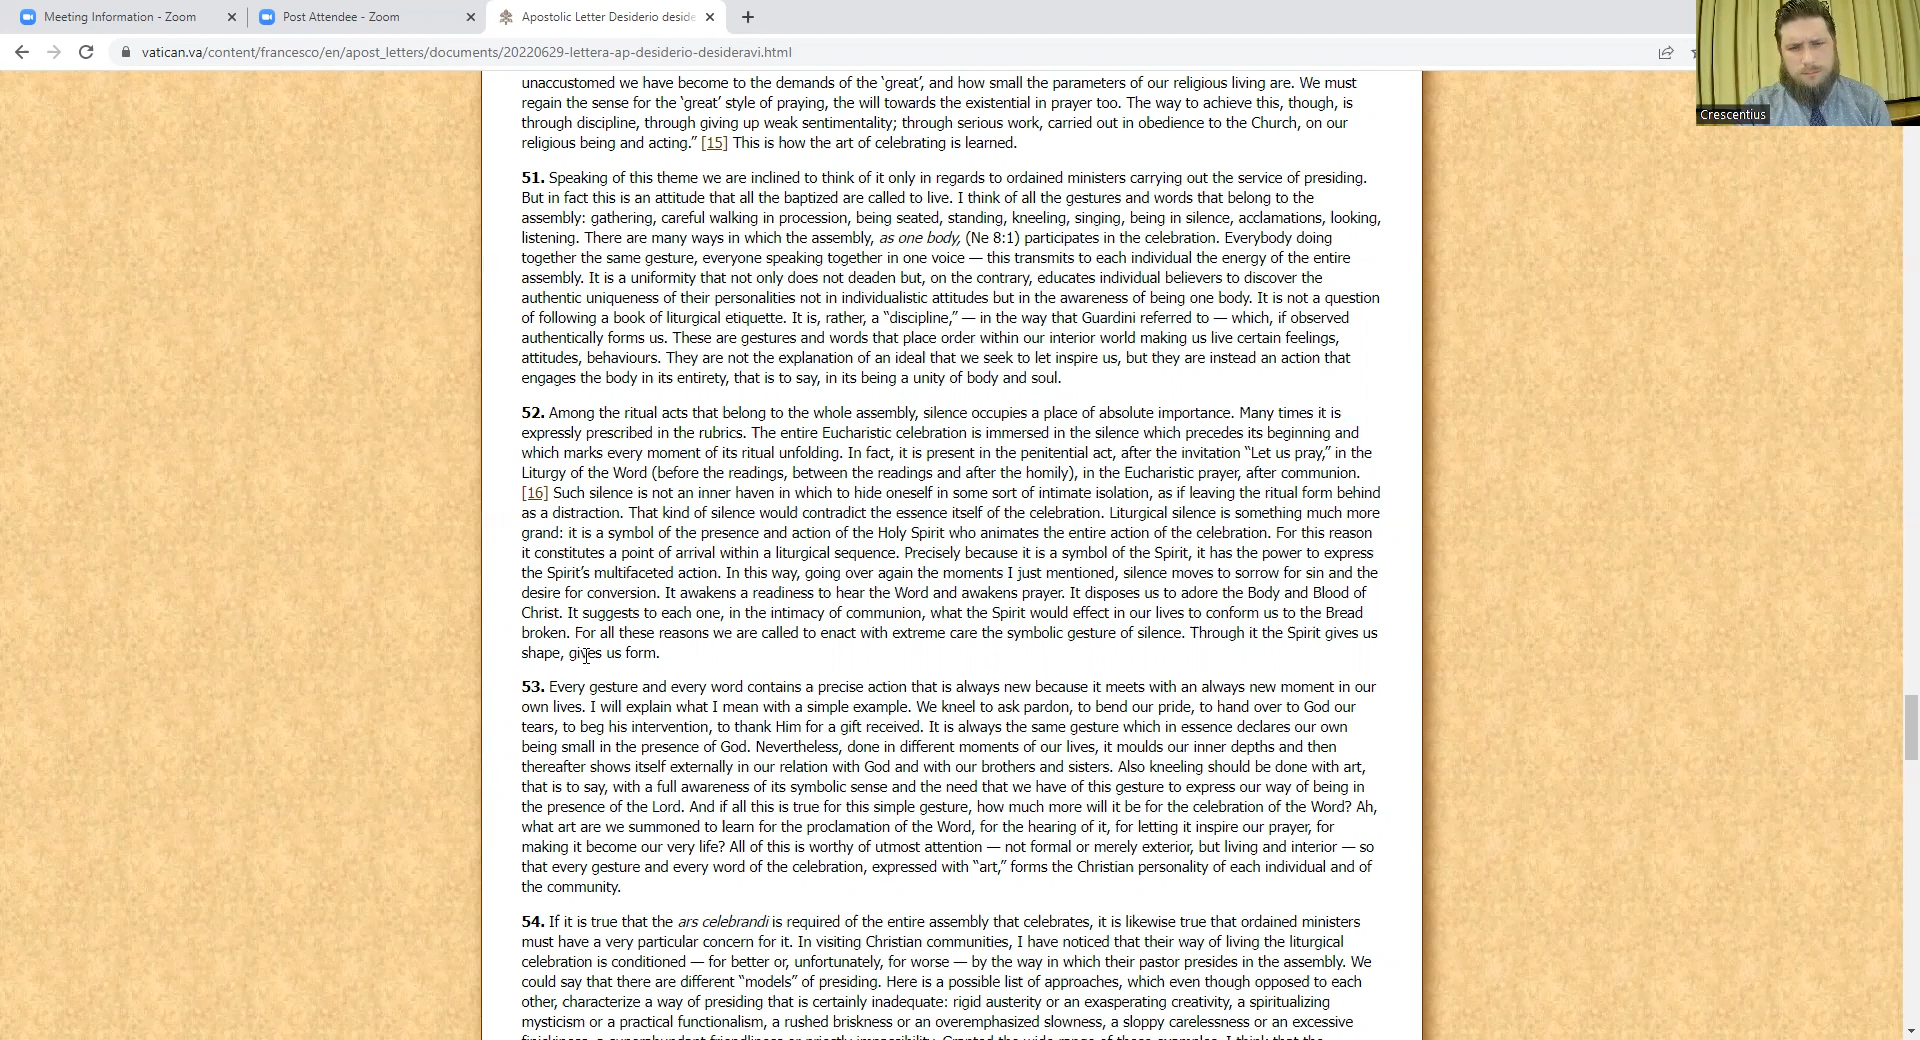 Meeting Information - Zoom
Post Attendee - Zoom
Apostolic Letter Desiderio deside
vatican.va/content/francesco/en/apost_letters/documents/20220629-lettera-ap-desiderio-desideravi.html
Crescentius
unaccustomed we have become to the demands of the ‘great’, and how small the parameters of our religious living are. We must
regain the sense for the ‘great’ style of praying, the will towards the existential in prayer too. The way to achieve this, though, is
through discipline, through giving up weak sentimentality; through serious work, carried out in obedience to the Church, on our
religious being and acting.” [15] This is how the art of celebrating is learned.
51. Speaking of this theme we are inclined to think of it only in regards to ordained ministers carrying out the service of presiding.
But in fact this is an attitude that all the baptized are called to live. I think of all the gestures and words that belong to the
assembly: gathering, careful walking in procession, being seated, standing, kneeling, singing, being in silence, acclamations, looking,
listening. There are many ways in which the assembly, as one body, (Ne 8:1) participates in the celebration. Everybody doing
together the same gesture, everyone speaking together in one voice — this transmits to each individual the energy of the entire
assembly. It is a uniformity that not only does not deaden but, on the contrary, educates individual believers to discover the
authentic uniqueness of their personalities not in individualistic attitudes but in the awareness of being one body. It is not a question
of following a book of liturgical etiquette. It is, rather, a “discipline,” — in the way that Guardini referred to — which, if observed
authentically forms us. These are gestures and words that place order within our interior world making us live certain feelings,
attitudes, behaviours. They are not the explanation of an ideal that we seek to let inspire us, but they are instead an action that
engages the body in its entirety, that is to say, in its being a unity of body and soul.
52. Among the ritual acts that belong to the whole assembly, silence occupies a place of absolute importance. Many times it is
expressly prescribed in the rubrics. The entire Eucharistic celebration is immersed in the silence which precedes its beginning and
which marks every moment of its ritual unfolding. In fact, it is present in the penitential act, after the invitation “Let us pray,” in the
Liturgy of the Word (before the readings, between the readings and after the homily), in the Eucharistic prayer, after communion.
[16] Such silence is not an inner haven in which to hide oneself in some sort of intimate isolation, as if leaving the ritual form behind
as a distraction. That kind of silence would contradict the essence itself of the celebration. Liturgical silence is something much more
grand: it is a symbol of the presence and action of the Holy Spirit who animates the entire action of the celebration. For this reason
it constitutes a point of arrival within a liturgical sequence. Precisely because it is a symbol of the Spirit, it has the power to express
the Spirit’s multifaceted action. In this way, going over again the moments I just mentioned, silence moves to sorrow for sin and the
desire for conversion. It awakens a readiness to hear the Word and awakens prayer. It disposes us to adore the Body and Blood of
Christ. It suggests to each one, in the intimacy of communion, what the Spirit would effect in our lives to conform us to the Bread
broken. For all these reasons we are called to enact with extreme care the symbolic gesture of silence. Through it the Spirit gives us
shape, gives us form.
53. Every gesture and every word contains a precise action that is always new because it meets with an always new moment in our
own lives. I will explain what I mean with a simple example. We kneel to ask pardon, to bend our pride, to hand over to God our
tears, to beg his intervention, to thank Him for a gift received. It is always the same gesture which in essence declares our own
being small in the presence of God. Nevertheless, done in different moments of our lives, it moulds our inner depths and then
thereafter shows itself externally in our relation with God and with our brothers and sisters. Also kneeling should be done with art,
that is to say, with a full awareness of its symbolic sense and the need that we have of this gesture to express our way of being in
the presence of the Lord. And if all this is true for this simple gesture, how much more will it be for the celebration of the Word? Ah,
what art are we summoned to learn for the proclamation of the Word, for the hearing of it, for letting it inspire our prayer, for
making it become our very life? All of this is worthy of utmost attention — not formal or merely exterior, but living and interior — so
that every gesture and every word of the celebration, expressed with “art,” forms the Christian personality of each individual and of
the community.
54. If it is true that the ars celebrandi is required of the entire assembly that celebrates, it is likewise true that ordained ministers
must have a very particular concern for it. In visiting Christian communities, I have noticed that their way of living the liturgical
celebration is conditioned — for better or, unfortunately, for worse — by the way in which their pastor presides in the assembly. We
could say that there are different “models” of presiding. Here is a possible list of approaches, which even though opposed to each
other, characterize a way of presiding that is certainly inadequate: rigid austerity or an exasperating creativity, a spiritualizing
mysticism or a practical functionalism, a rushed briskness or an overemphasized slowness, a sloppy carelessness or an excessive